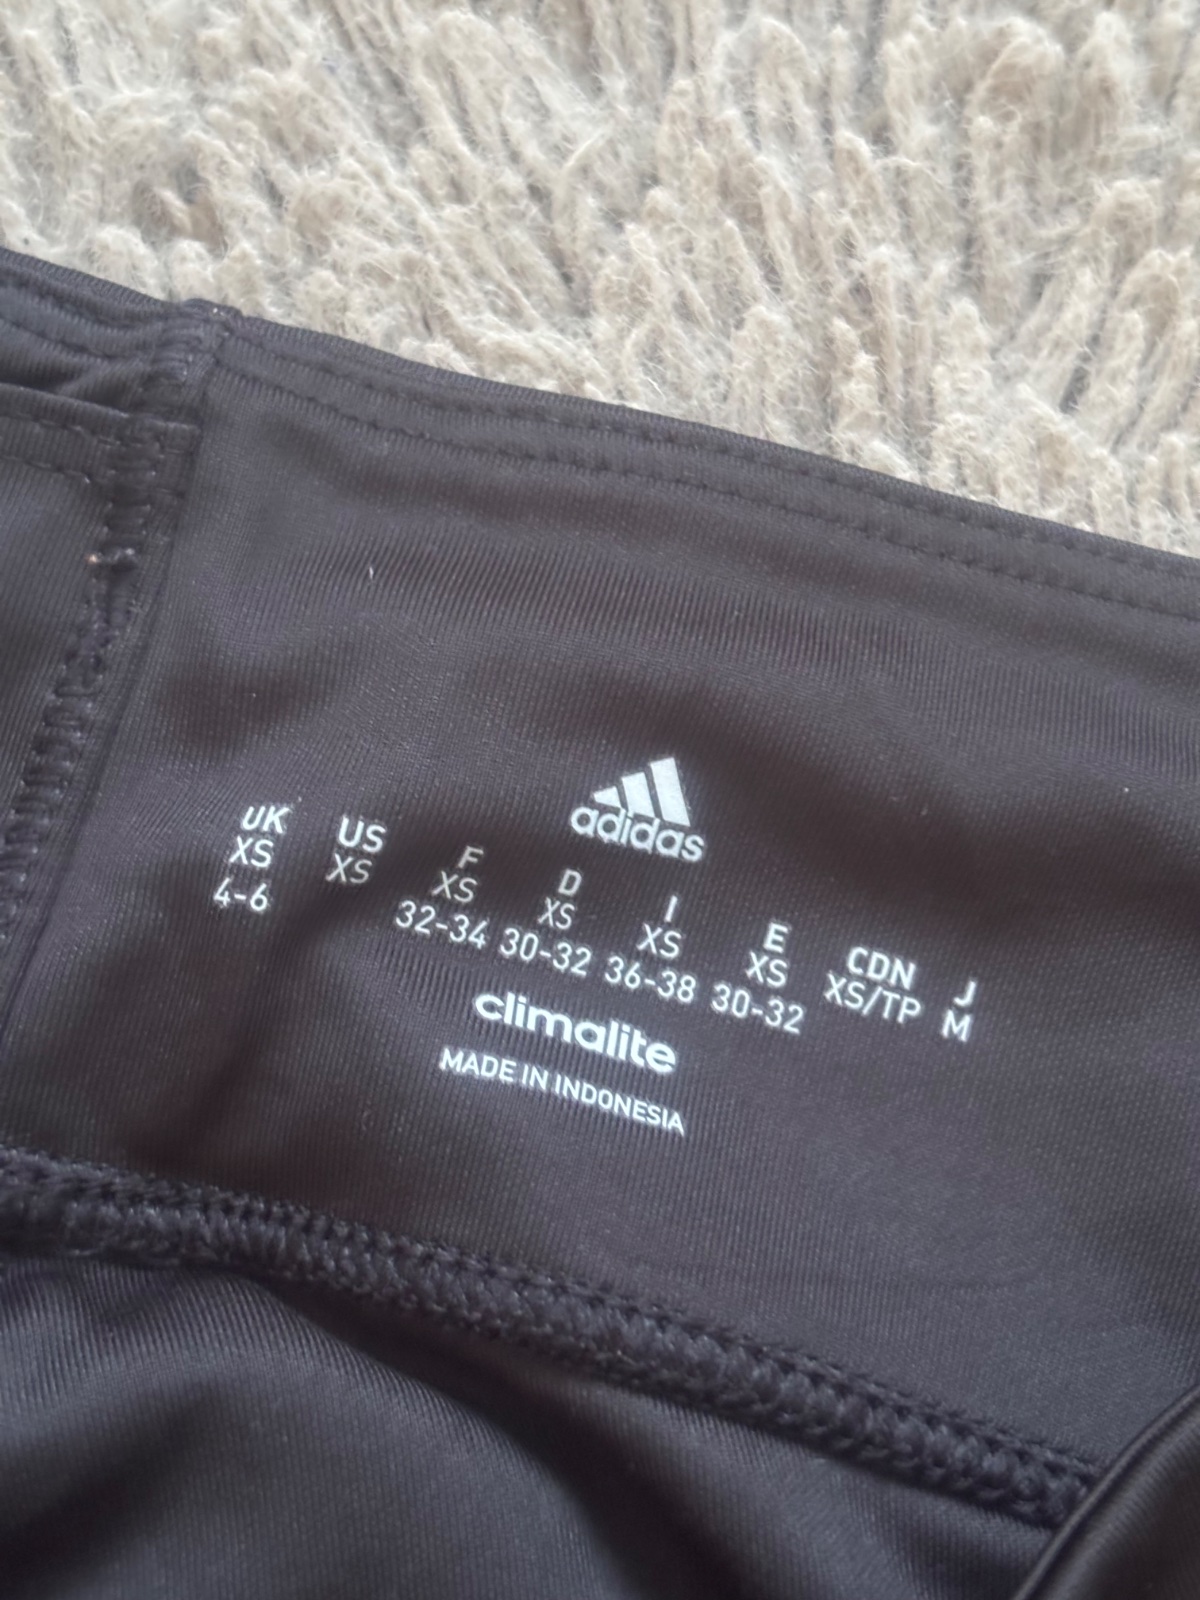 adidas
UK US F D I E CDN J
XS XS XS XS XS XS XS/TP M
4-6 32-34 30-32 36-38 30-32
climalite
MADE IN INDONESIA